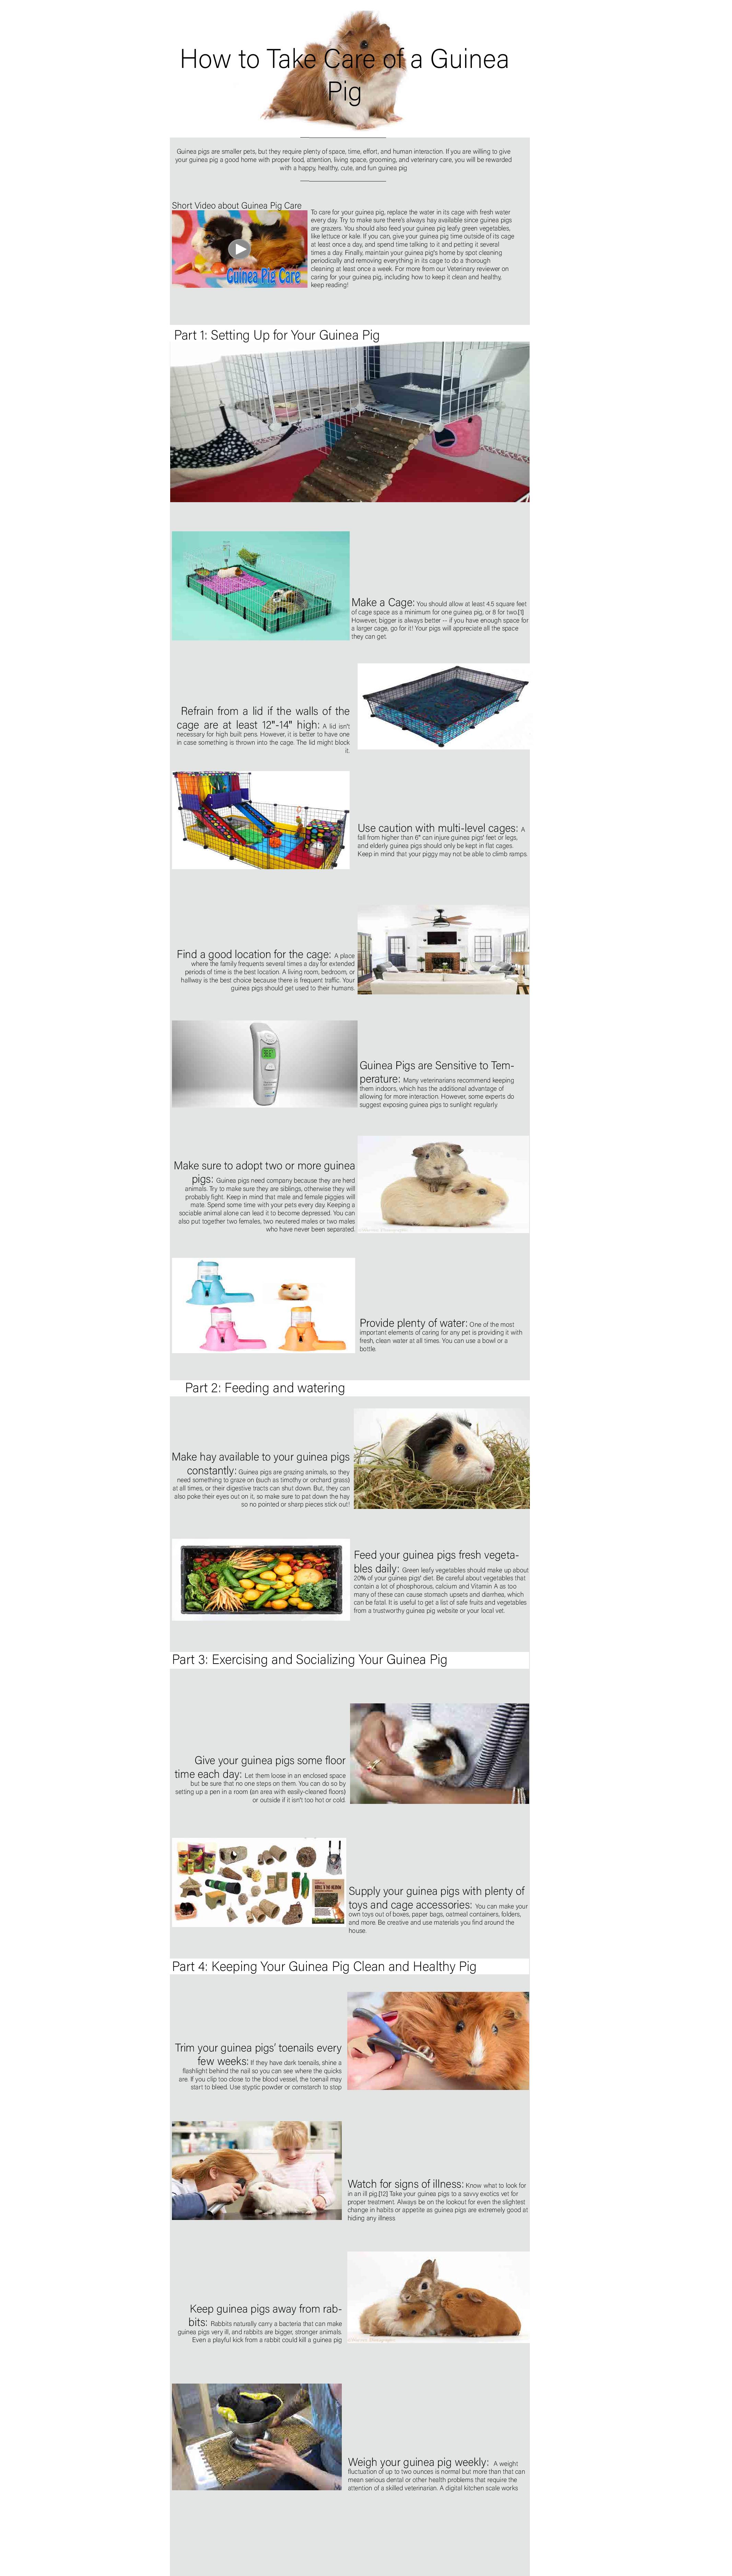 How to Take Care of a Guinea
Pig
Guinea pigs are smaller pets, but they require plenty of space, time, effort, and human interaction. If you are willing to give
your guinea pig a good home with proper food, attention, living space, grooming, and veterinary care, you will be rewarded
with a happy, healthy, cute, and fun guinea pig
Short Video about Guinea Pig Care
Guinea Pig Care
To care for your guinea pig, replace the water in its cage with fresh water
every day. Try to make sure there's always hay available since guinea pigs
are grazers. You should also feed your guinea pig leafy green vegetables,
like lettuce or kale. If you can, give your guinea pig time outside of its cage
at least once a day, and spend time talking to it and petting it several
times a day. Finally, maintain your guinea pig's home by spot cleaning
periodically and removing everything in its cage to do a thorough
cleaning at least once a week. For more from our Veterinary reviewer on
caring for your guinea pig, including how to keep it clean and healthy,
keep reading!
Part 1: Setting Up for Your Guinea Pig
Make a Cage: You should allow at least 4.5 square feet
of cage space as a minimum for one guinea pig, or 8 for two.[1]
However, bigger is always better -- if you have enough space for
a larger cage, go for it! Your pigs will appreciate all the space
they can get.
Refrain from a lid if the walls of the
cage are at least 12"-14" high: A lid isn't
necessary for high built pens. However, it is better to have one
in case something is thrown into the cage. The lid might block
it.
Use caution with multi-level cages: A
fall from higher than 6" can injure guinea pigs' feet or legs,
and elderly guinea pigs should only be kept in flat cages.
Keep in mind that your piggy may not be able to climb ramps.
Find a good location for the cage: A place
where the family frequents several times a day for extended
periods of time is the best location. A living room, bedroom, or
hallway is the best choice because there is frequent traffic. Your
guinea pigs should get used to their humans.
Guinea Pigs are Sensitive to Tem-
perature: Many veterinarians recommend keeping
them indoors, which has the additional advantage of
allowing for more interaction. However, some experts do
suggest exposing guinea pigs to sunlight regularly
Make sure to adopt two or more guinea
pigs: Guinea pigs need company because they are herd
animals. Try to make sure they are siblings, otherwise they will
probably fight. Keep in mind that male and female piggies will
mate. Spend some time with your pets every day. Keeping a
sociable animal alone can lead it to become depressed. You can
also put together two females, two neutered males or two males
who have never been separated.
Provide plenty of water: One of the most
important elements of caring for any pet is providing it with
fresh, clean water at all times. You can use a bowl or a
bottle.
Part 2: Feeding and watering
Make hay available to your guinea pigs
constantly: Guinea pigs are grazing animals, so they
need something to graze on (such as timothy or orchard grass)
at all times, or their digestive tracts can shut down. But, they can
also poke their eyes out on it, so make sure to pat down the hay
so no pointed or sharp pieces stick out!
Feed your guinea pigs fresh vegeta-
bles daily: Green leafy vegetables should make up about
20% of your guinea pigs' diet. Be careful about vegetables that
contain a lot of phosphorous, calcium and Vitamin A as too
many of these can cause stomach upsets and diarrhea, which
can be fatal. It is useful to get a list of safe fruits and vegetables
from a trustworthy guinea pig website or your local vet.
Part 3: Exercising and Socializing Your Guinea Pig
Give your guinea pigs some floor
time each day: Let them loose in an enclosed space
but be sure that no one steps on them. You can do so by
setting up a pen in a room (an area with easily-cleaned floors)
or outside if it isn't too hot or cold.
Supply your guinea pigs with plenty of
toys and cage accessories: You can make your
own toys out of boxes, paper bags, oatmeal containers, folders,
and more. Be creative and use materials you find around the
house.
Part 4: Keeping Your Guinea Pig Clean and Healthy Pig
Trim your guinea pigs' toenails every
few weeks: If they have dark toenails, shine a
flashlight behind the nail so you can see where the quicks
are. If you clip too close to the blood vessel, the toenail may
start to bleed. Use styptic powder or cornstarch to stop
Watch for signs of illness: Know what to look for
in an ill pig.[12] Take your guinea pigs to a savvy exotics vet for
proper treatment. Always be on the lookout for even the slightest
change in habits or appetite as guinea pigs are extremely good at
hiding any illness
Keep guinea pigs away from rab-
bits: Rabbits naturally carry a bacteria that can make
guinea pigs very ill, and rabbits are bigger, stronger animals.
Even a playful kick from a rabbit could kill a guinea pig
Weigh your guinea pig weekly: A weight
fluctuation of up to two ounces is normal but more than that can
mean serious dental or other health problems that require the
attention of a skilled veterinarian. A digital kitchen scale works